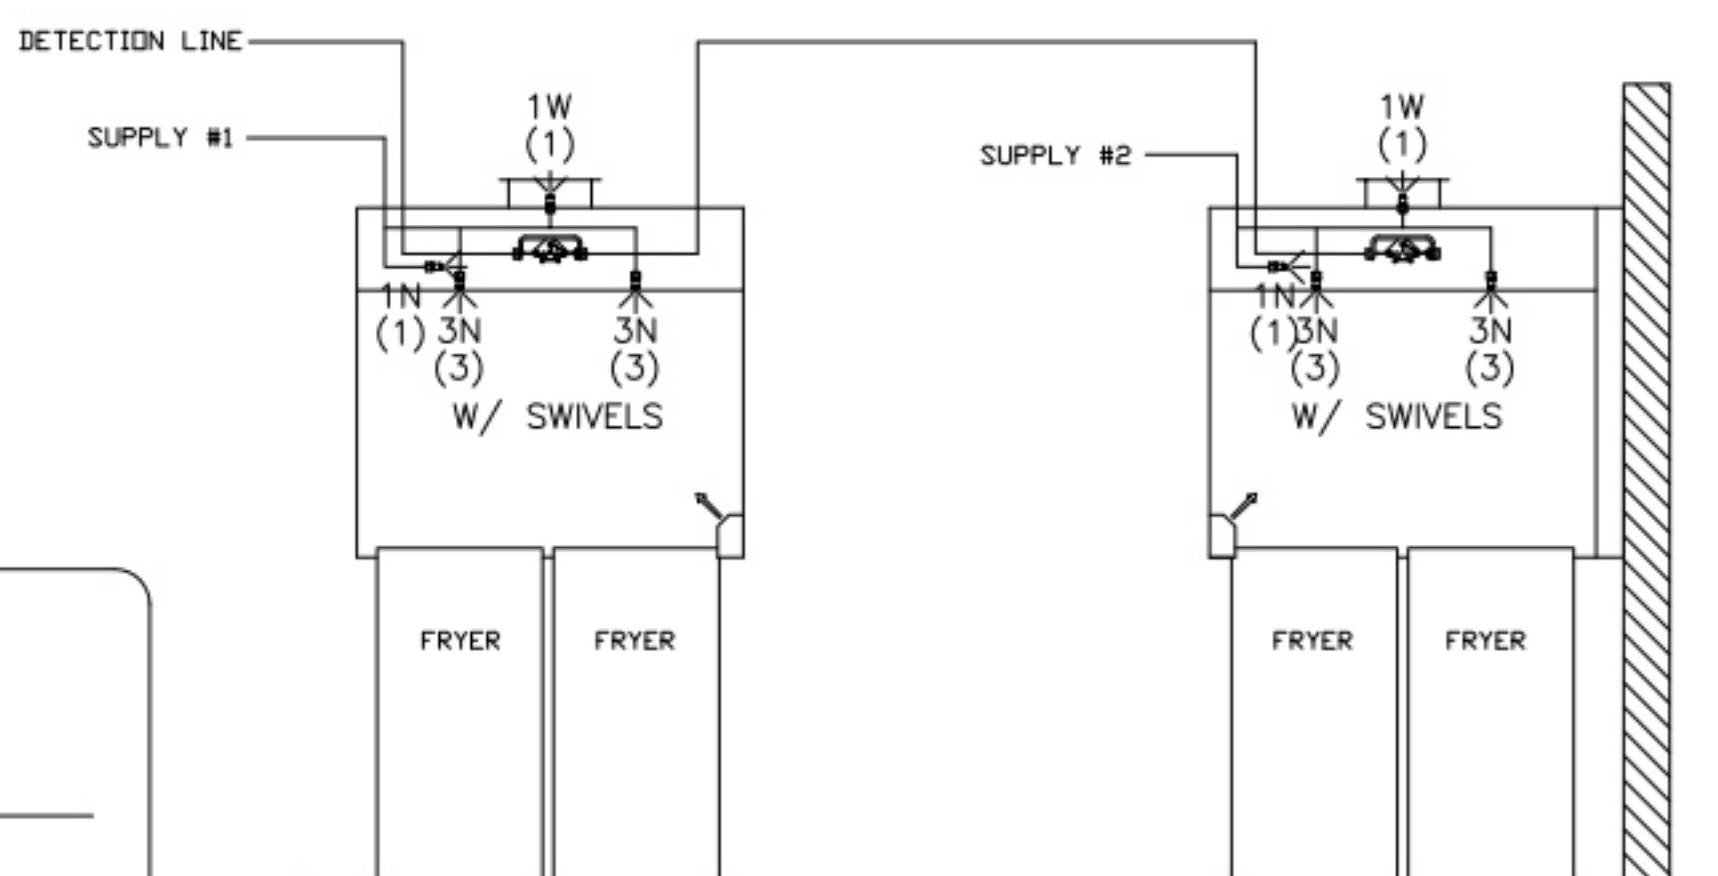 DETECTION LINE
SUPPLY #1
1W
(1)
1N
(1)
3N
(3)
3N
(3)
W/ SWIVELS
FRYER
FRYER
SUPPLY #2
1W
(1)
1N
(1)
3N
(3)
3N
(3)
W/ SWIVELS
FRYER
FRYER